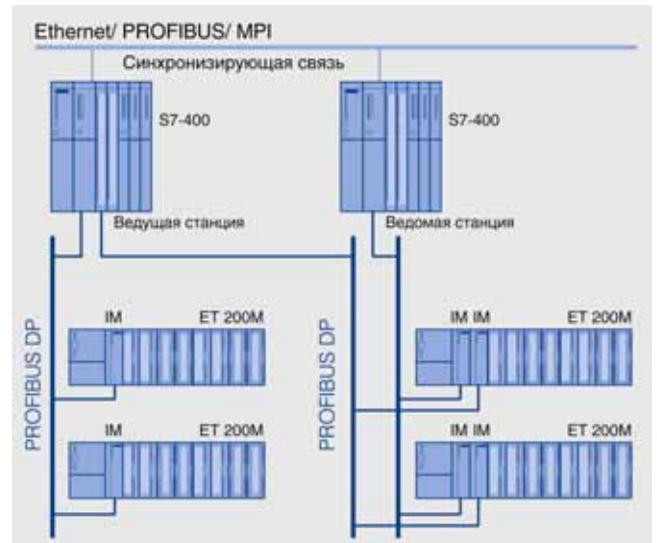 Ethernet/ PROFIBUS/ MPI
Синхронизирующая связь
S7-400
S7-400
Ведущая станция
Ведомая станция
PROFIBUS DP
IM
ET 200M
IM
ET 200M
PROFIBUS DP
IM IM
ET 200M
IM IM
ET 200M